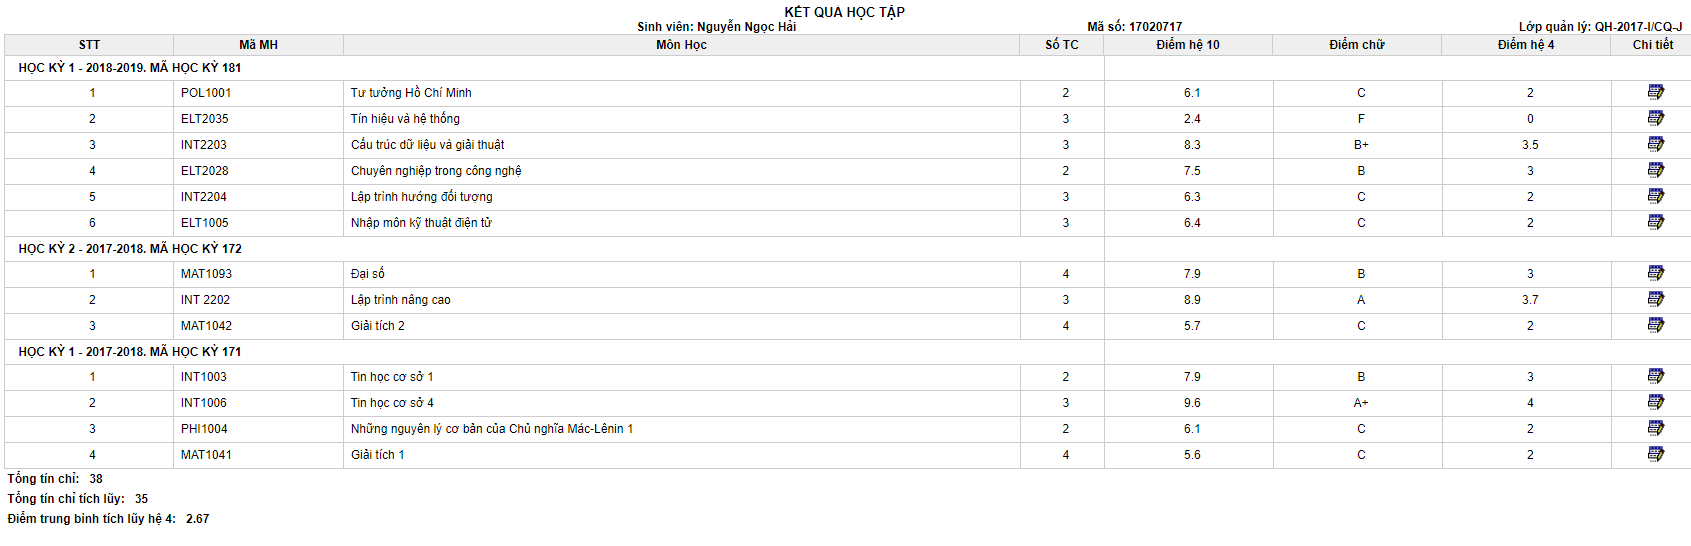 KẾT QUẢ HỌC TẬP
Sinh viên: Nguyễn Ngọc Hải Mã số: 17020717 Lớp quản lý: QH-2017-I/CQ-J
STT Mã MH Môn Học Số TC Điểm hệ 10 Điểm chữ Điểm hệ 4 Chi tiết
HỌC KỲ 1 - 2018-2019. MÃ HỌC KỲ 181
1 POL1001 Tư tưởng Hồ Chí Minh 2 6.1 C 2
2 ELT2035 Tín hiệu và hệ thống 3 2.4 F 0
3 INT2203 Cấu trúc dữ liệu và giải thuật 3 8.3 B+ 3.5
4 ELT2028 Chuyên nghiệp trong công nghệ 2 7.5 B 3
5 INT2204 Lập trình hướng đối tượng 3 6.3 C 2
6 ELT1005 Nhập môn kỹ thuật điện tử 3 6.4 C 2
HỌC KỲ 2 - 2017-2018. MÃ HỌC KỲ 172
1 MAT1093 Đại số 4 7.9 B 3
2 INT 2202 Lập trình nâng cao 3 8.9 A 3.7
3 MAT1042 Giải tích 2 4 5.7 C 2
HỌC KỲ 1 - 2017-2018. MÃ HỌC KỲ 171
1 INT1003 Tin học cơ sở 1 2 7.9 B 3
2 INT1006 Tin học cơ sở 4 3 9.6 A+ 4
3 PHI1004 Những nguyên lý cơ bản của Chủ nghĩa Mác-Lênin 1 2 6.1 C 2
4 MAT1041 Giải tích 1 4 5.6 C 2
Tổng tín chỉ: 38
Tổng tín chỉ tích lũy: 35
Điểm trung bình tích lũy hệ 4: 2.67